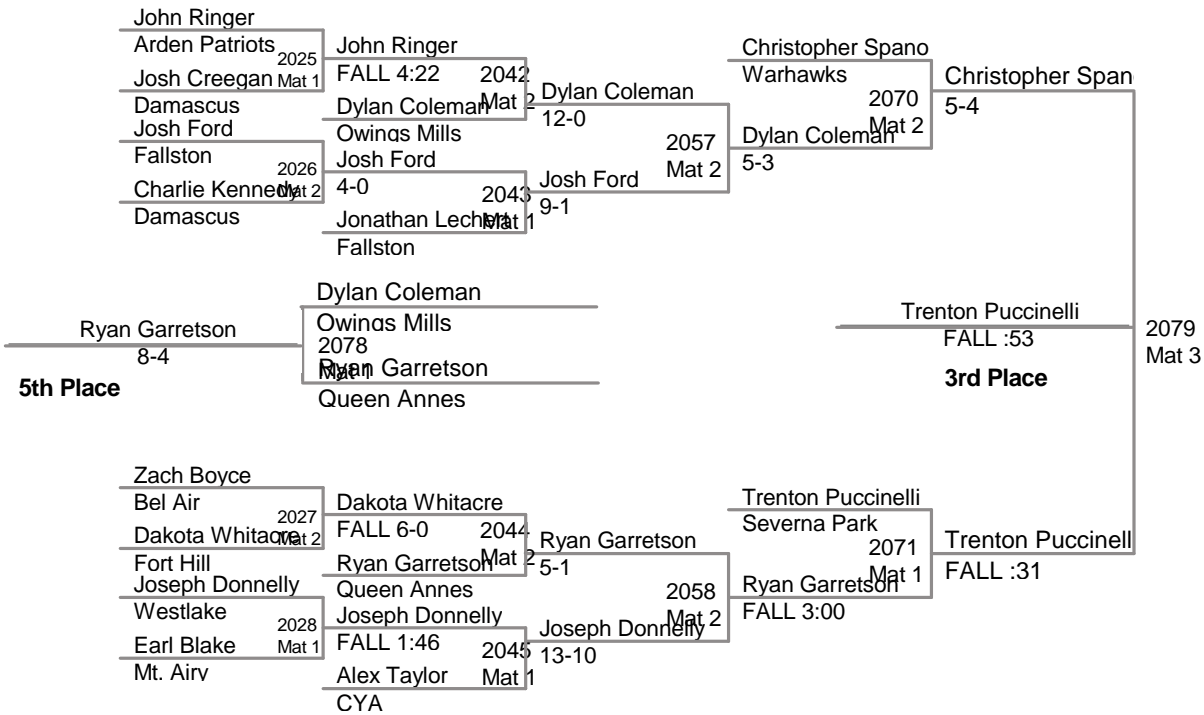 John Ringer
Arden Patriots
2025
Mat 1
Josh Creegan
Damascus
John Ringer
FALL 4:22
2042
Mat 2
Dylan Coleman
Owings Mills
Josh Ford
Fallston
2026
Mat 2
Charlie Kennedy
Damascus
Josh Ford
4-0
2043
Mat 1
Jonathan Lechert
Fallston
Dylan Coleman
12-0
2057
Mat 2
Josh Ford
9-1
Christopher Spano
Warhawks
2070
Mat 2
Dylan Coleman
5-3
Christopher Span
5-4
Dylan Coleman
Owings Mills
2078
Mat 1
Ryan Garretson
Queen Annes
Ryan Garretson
8-4
5th Place
Trenton Puccinelli
FALL :53
3rd Place
2079
Mat 3
Zach Boyce
Bel Air
2027
Mat 2
Dakota Whitacre
Fort Hill
Dakota Whitacre
FALL 6-0
2044
Mat 2
Ryan Garretson
Queen Annes
Joseph Donnelly
Westlake
2028
Mat 1
Earl Blake
Mt. Airy
Joseph Donnelly
FALL 1:46
2045
Mat 1
Alex Taylor
CYA
Ryan Garretson
5-1
2058
Mat 2
Joseph Donnelly
13-10
Trenton Puccinelli
Severna Park
2071
Mat 1
Ryan Garretson
FALL 3:00
Trenton Puccinell
FALL :31